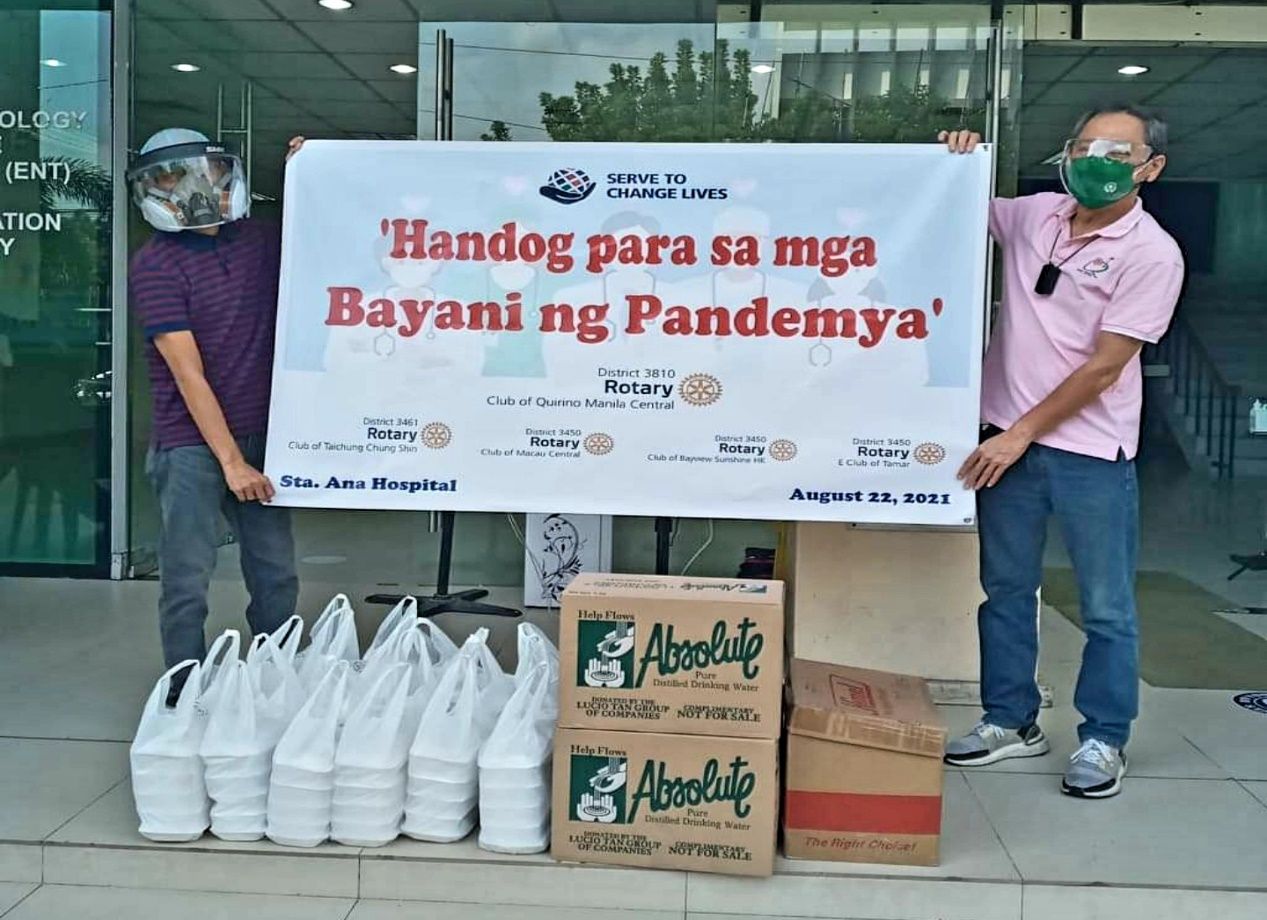 OLOGY
(ENT)
ATION
Y
SERVE TO
CHANGE LIVES
'Handog para sa mga
Bayani ng Pandemya'
District 3810
Rotary
Club of Quirino Manila Central
District 3461
Rotary
Club of Taichung Chung Shin
District 3450
Rotary
Club of Macau Central
District 3450
Rotary
Club of Bayview Sunshine HK
District 3450
Rotary
E Club of Tamar
Sta. Ana Hospital
August 22, 2021
Help Flows
Absolute
Pure
Distilled Drinking Water
DONATED BY THE
LUCIO TAN GROUP
OF COMPANIES
COMPLIMENTARY
NOT FOR SALE
Help Flows
Absolute
Pure
Distilled Drinking Water
DONATED BY THE
LUCIO TAN GROUP
OF COMPANIES
COMPLIMENTARY
NOT FOR SALE
The Right Choice!